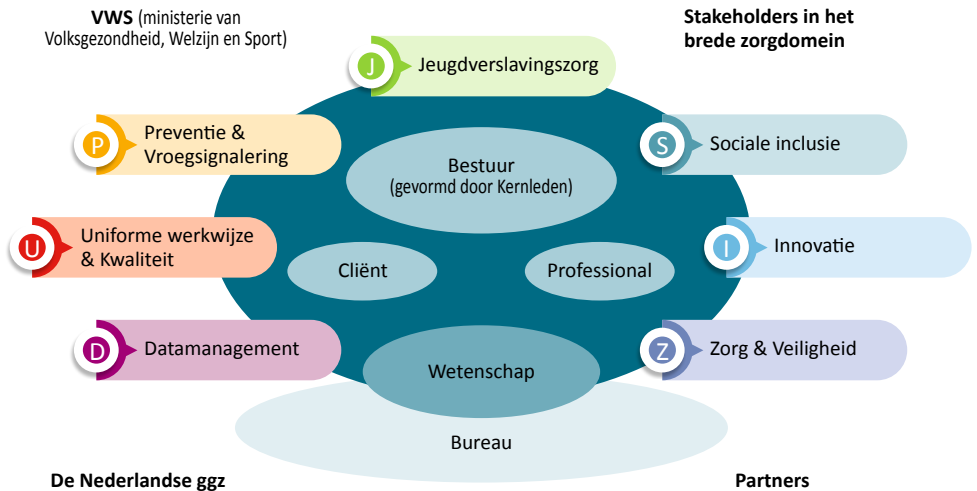 VWS (ministerie van
Volksgezondheid, Welzijn en Sport)
Stakeholders in het
brede zorgdomein
J Jeugdverslavingszorg
P Preventie &
Vroegsignalering
S Sociale inclusie
Bestuur
(gevormd door Kernleden)
U Uniforme werkwijze
& Kwaliteit
I Innovatie
Cliënt
Professional
D Datamanagement
Z Zorg & Veiligheid
Wetenschap
Bureau
De Nederlandse ggz
Partners